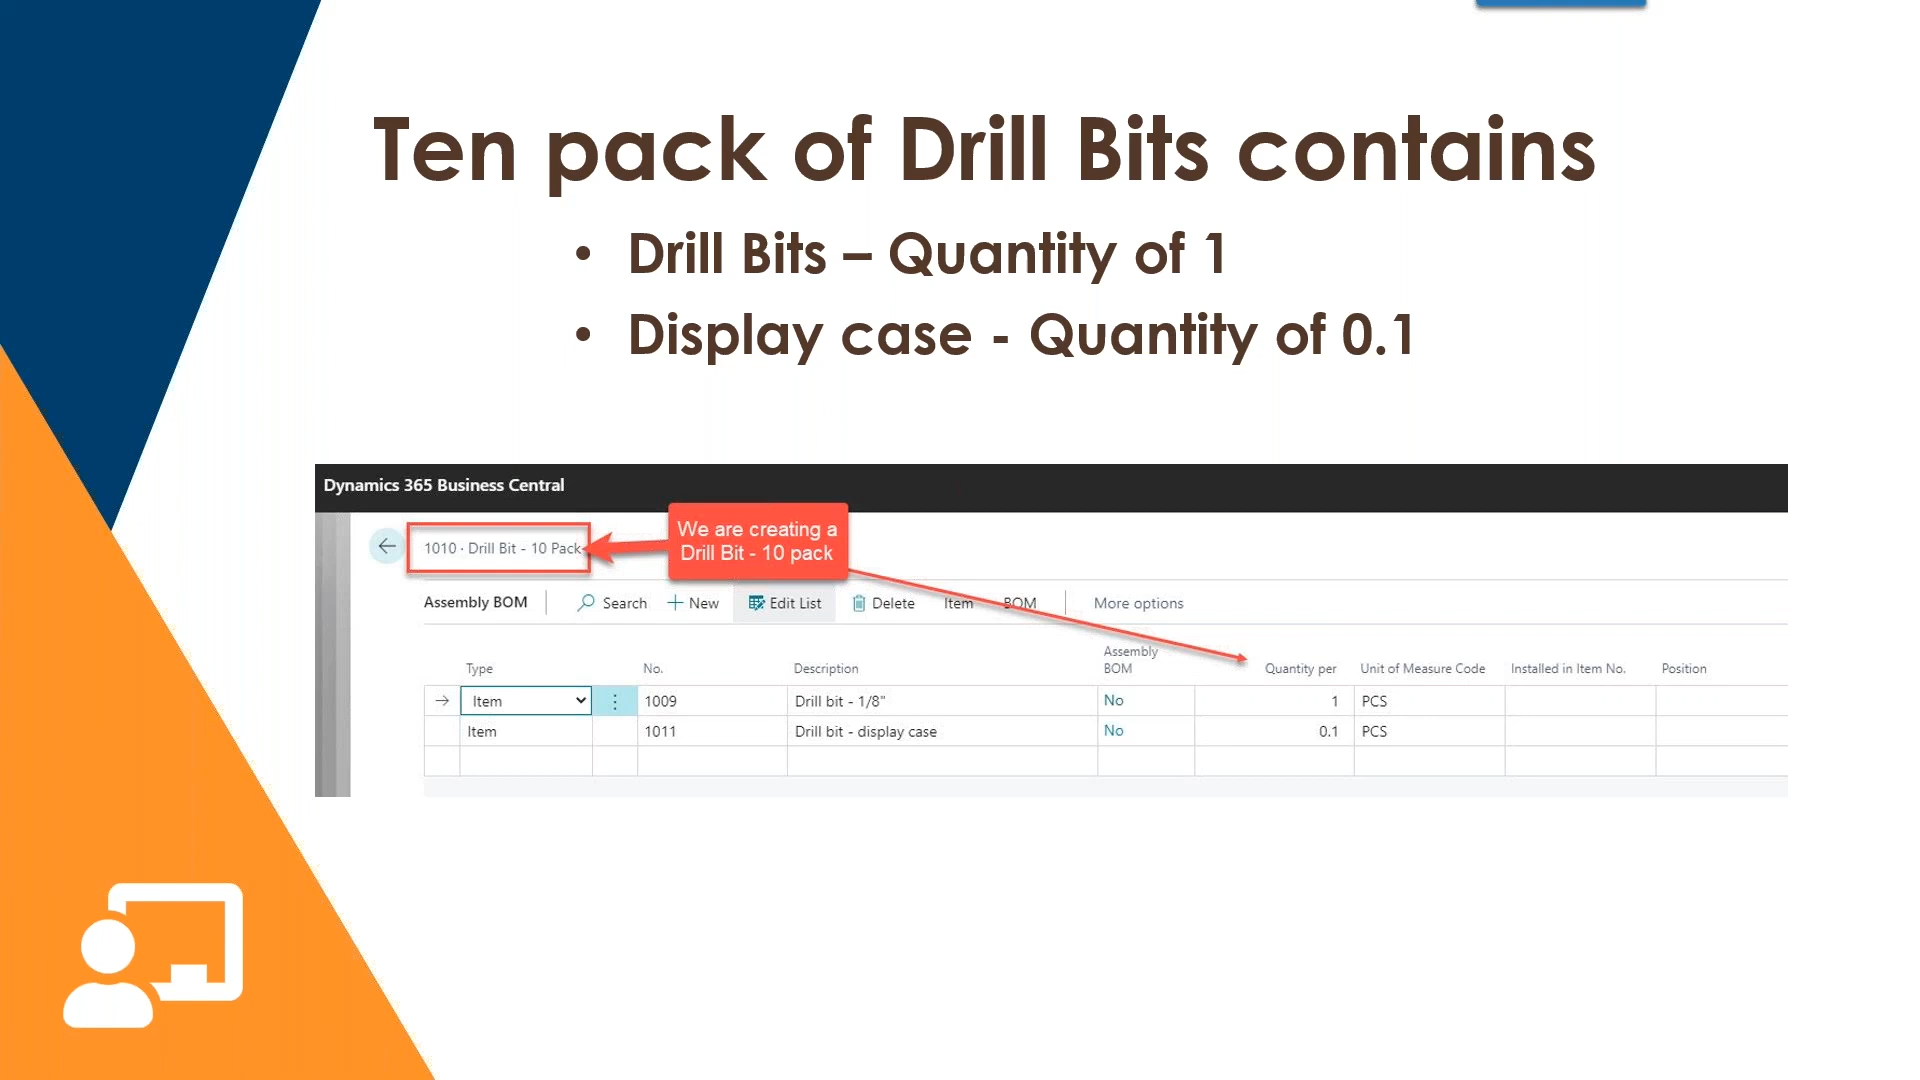 Ten pack of Drill Bits contains
• Drill Bits – Quantity of 1
• Display case - Quantity of 0.1
Dynamics 365 Business Central
1010 · Drill Bit - 10 Pack
We are creating a
Drill Bit - 10 pack
Assembly BOM Search New Edit List Delete Item BOM More options
Type No. Description Assembly BOM Quantity per Unit of Measure Code Installed in Item No. Position
Item 1009 Drill bit - 1/8" No 1 PCS
Item 1011 Drill bit - display case No 0.1 PCS